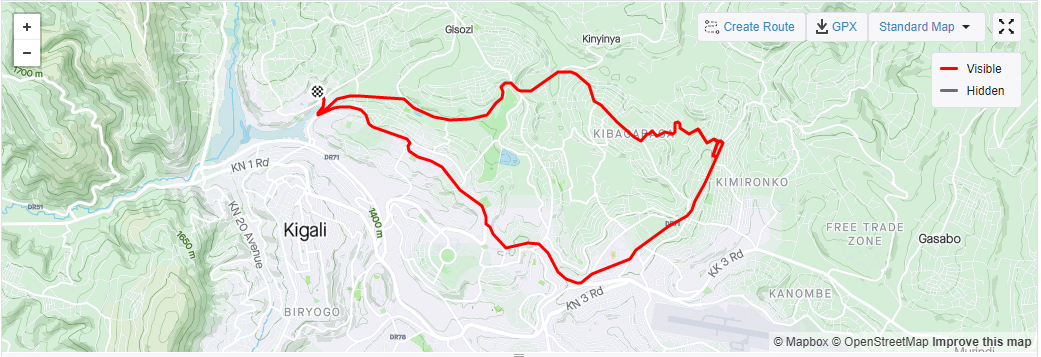 +
−
Gisozi
Kinyinya
Create Route
GPX
Standard Map
Visible
Hidden
1700 m
KIBAGABAGA
DR71
KN 1 Rd
KIMIRONKO
DR51
KN 20 Avenue
1400 m
Kigali
1650 m
FREE TRADE
ZONE
Gasabo
KK 3 Rd
KN 3 Rd
KANOMBE
BIRYOGO
DR78
© Mapbox © OpenStreetMap Improve this map